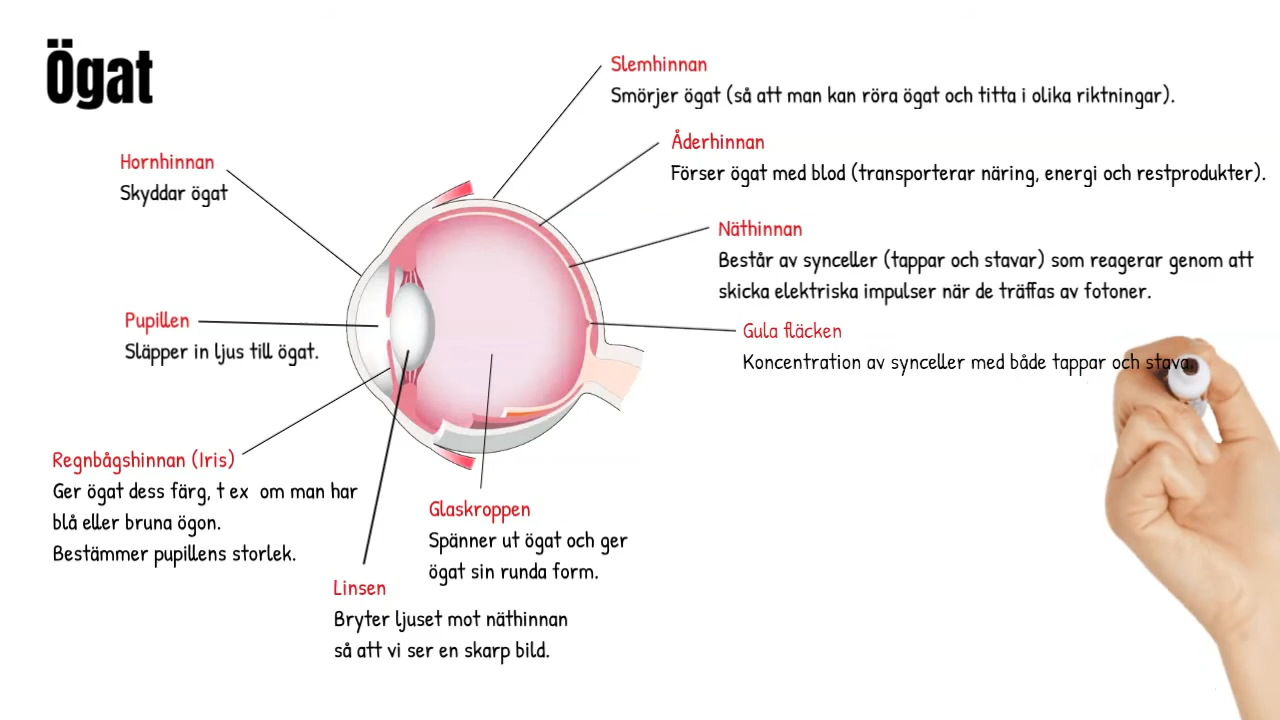 Ögat
Slemhinnan
Smörjer ögat (så att man kan röra ögat och titta i olika riktningar).
Åderhinnan
Förser ögat med blod (transporterar näring, energi och restprodukter).
Hornhinnan
Skyddar ögat
Näthinnan
Består av synceller (tappar och stavar) som reagerar genom att
skicka elektriska impulser när de träffas av fotoner.
Pupillen
Släpper in ljus till ögat.
Gula fläcken
Koncentration av synceller med både tappar och
Regnbågshinnan (Iris)
Ger ögat dess färg, t ex om man har
blå eller bruna ögon.
Bestämmer pupillens storlek.
Glaskroppen
Spänner ut ögat och ger
ögat sin runda form.
Linsen
Bryter ljuset mot näthinnan
så att vi ser en skarp bild.